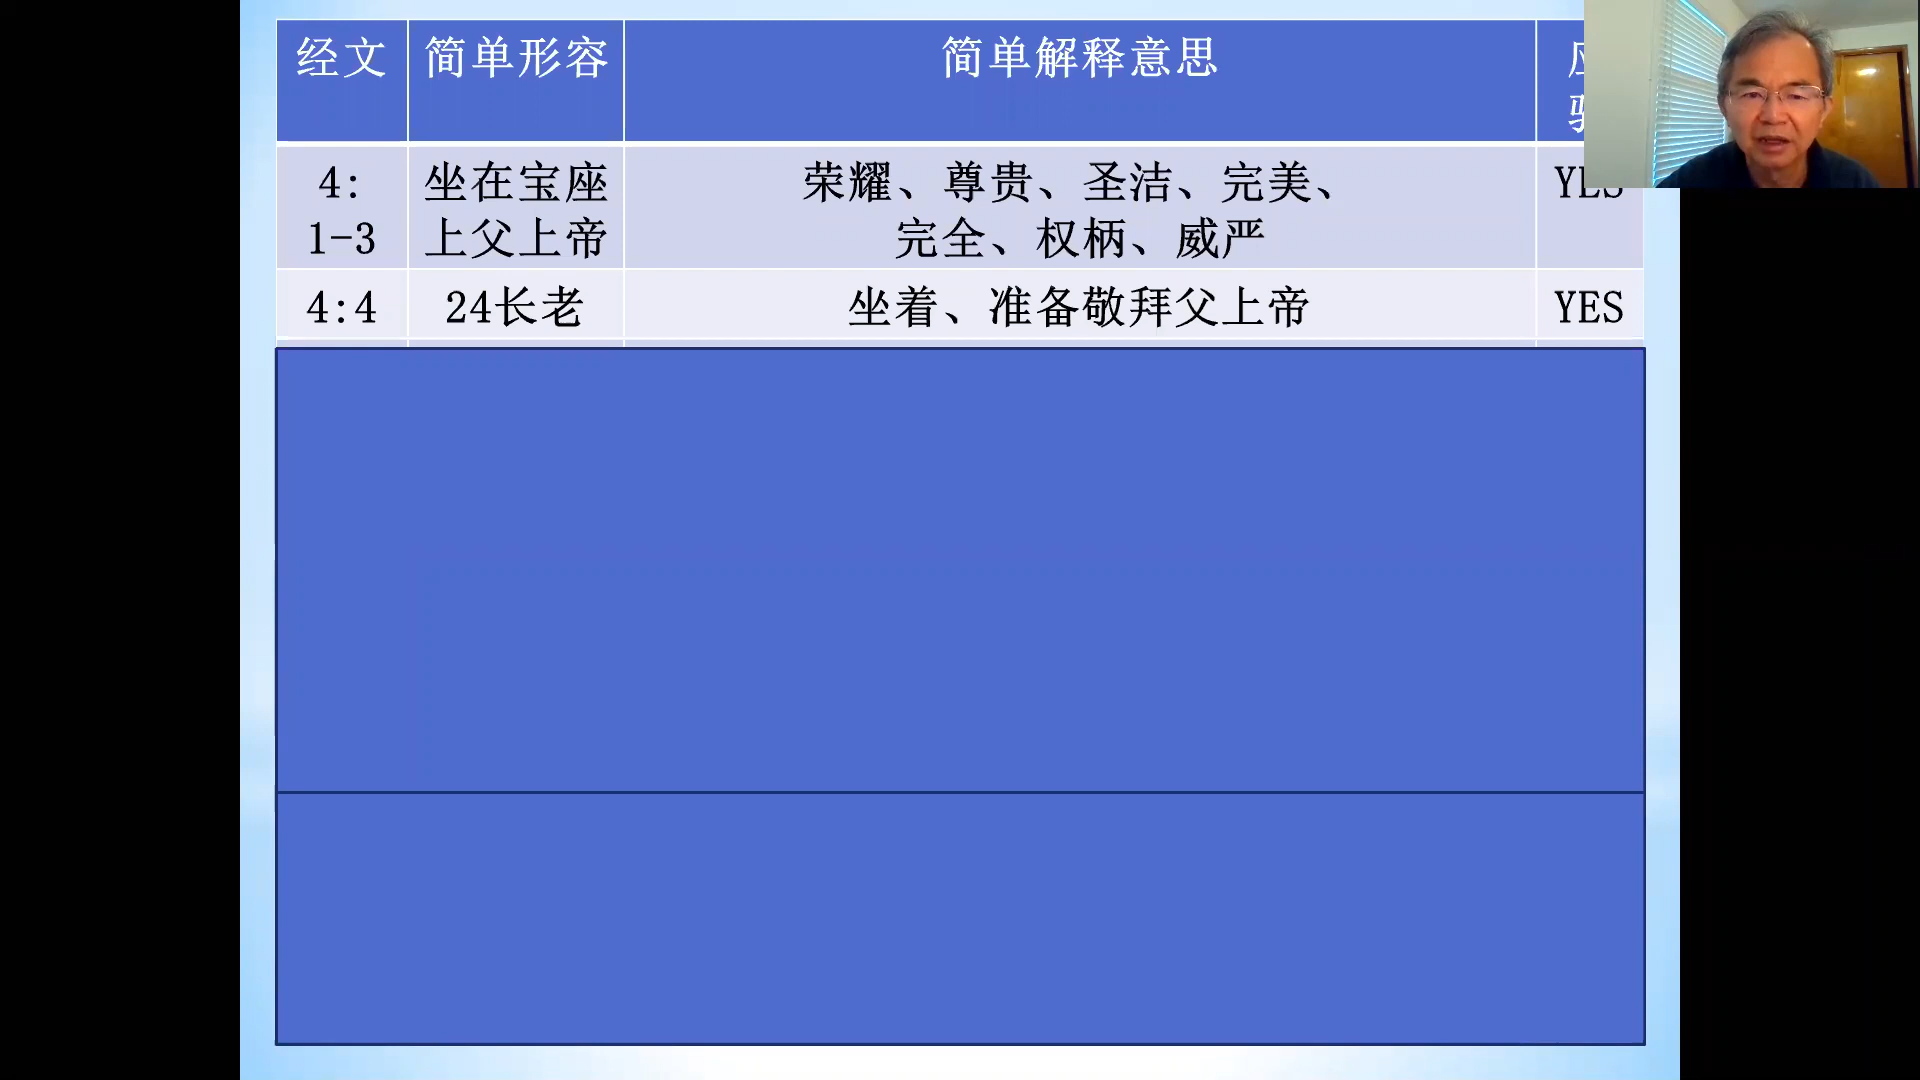 经文 简单形容 简单解释意思 应
4: 坐在宝座 荣耀、尊贵、圣洁、完美、 YES
1-3 上父上帝 完全、权柄、威严
4:4 24长老 坐着、准备敬拜父上帝 YES